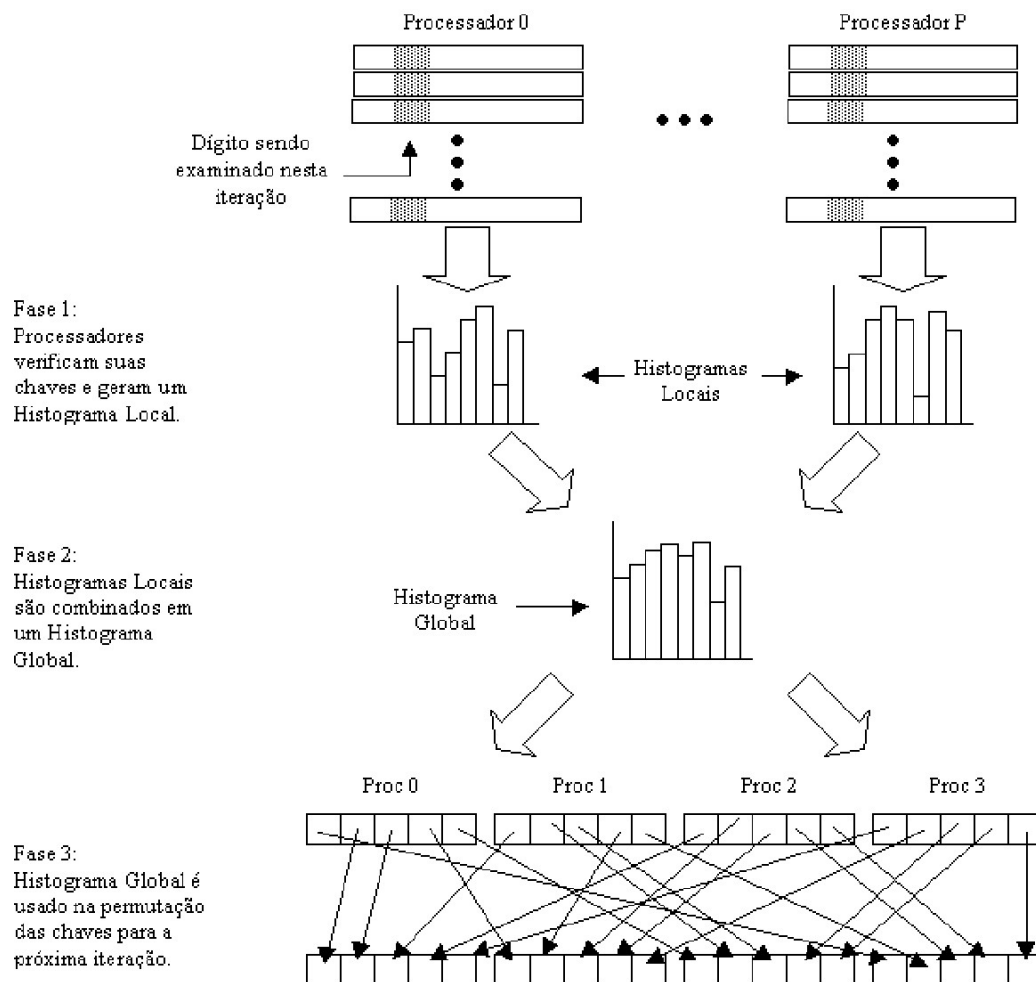 Processador 0
Processador P
Dígito sendo
examinado nesta
iteração
Fase 1:
Processadores
verificam suas
chaves e geram um
Histograma Local.
Histogramas
Locais
Fase 2:
Histogramas Locais
são combinados em
um Histograma
Global.
Histograma
Global
Proc 0
Proc 1
Proc 2
Proc 3
Fase 3:
Histograma Global é
usado na permutação
das chaves para a
próxima iteração.